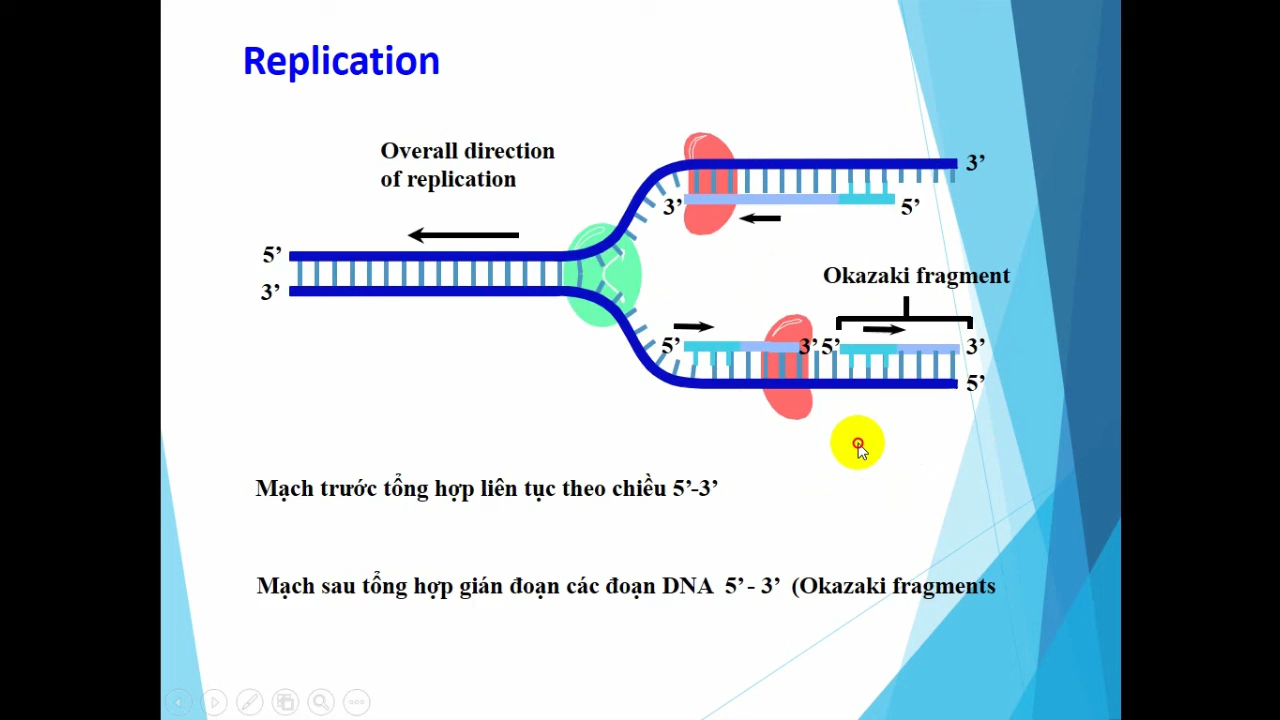 Replication
Overall direction
of replication
3’
3’
5’
5’
3’
Okazaki fragment
5’
3’
5’
3’
5’
Mạch trước tổng hợp liên tục theo chiều 5’-3’
Mạch sau tổng hợp gián đoạn các đoạn DNA 5’ - 3’ (Okazaki fragments